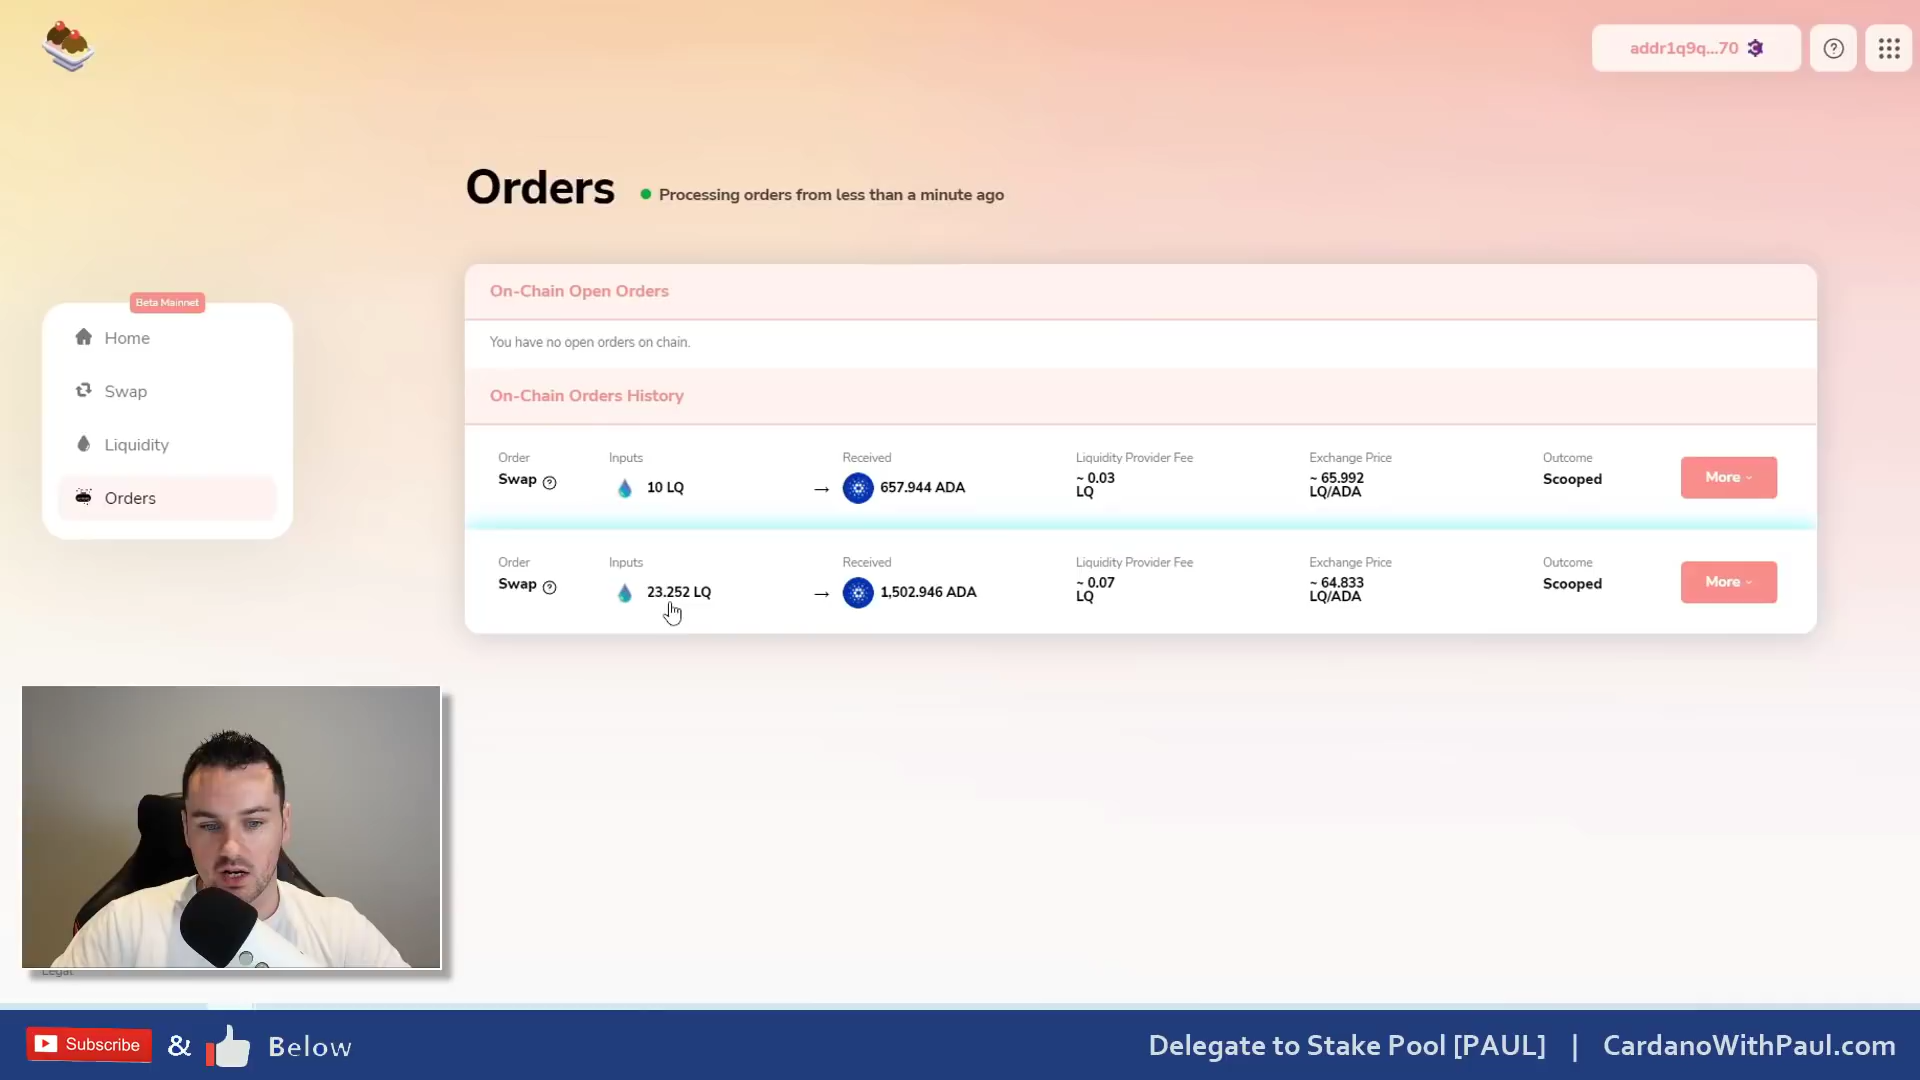 addr1q9q...70
Orders
Processing orders from less than a minute ago
Beta Mainnet
Home
Swap
Liquidity
Orders
On-Chain Open Orders
You have no open orders on chain.
On-Chain Orders History
Order
Swap
Inputs
10 LQ
→
Received
657.944 ADA
Liquidity Provider Fee
~ 0.03
LQ
Exchange Price
~ 65.992
LQ/ADA
Outcome
Scooped
More
Order
Swap
Inputs
23.252 LQ
→
Received
1,502.946 ADA
Liquidity Provider Fee
~ 0.07
LQ
Exchange Price
~ 64.833
LQ/ADA
Outcome
Scooped
More
Legal
Subscribe & Below
Delegate to Stake Pool [PAUL] | CardanoWithPaul.com